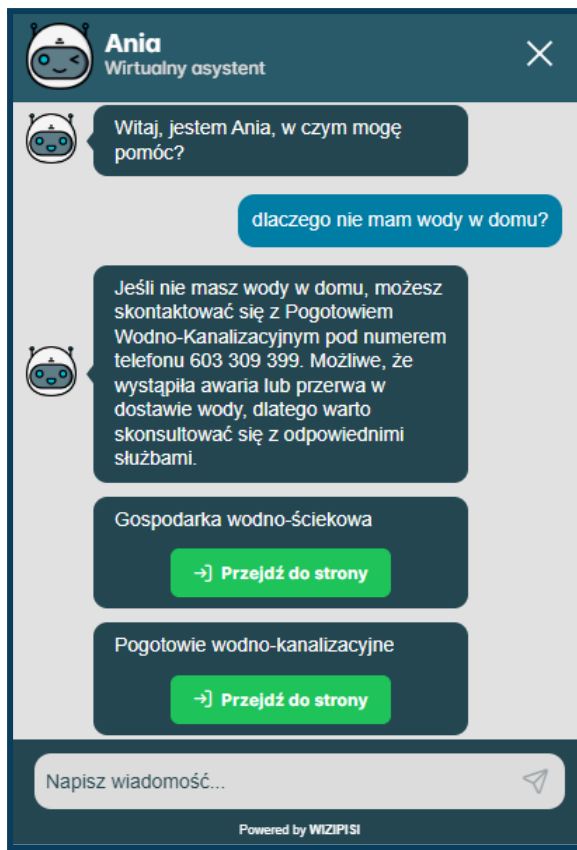 Ania
Wirtualny asystent
Witaj, jestem Ania, w czym mogę
pomóc?
dlaczego nie mam wody w domu?
Jeśli nie masz wody w domu, możesz
skontaktować się z Pogotowiem
Wodno-Kanalizacyjnym pod numerem
telefonu 603 309 399. Możliwe, że
wystąpiła awaria lub przerwa w
dostawie wody, dlatego warto
skonsultować się z odpowiednimi
służbami.
Gospodarka wodno-ściekowa
Przejdź do strony
Pogotowie wodno-kanalizacyjne
Przejdź do strony
Napisz wiadomość...
Powered by WIZIPISI